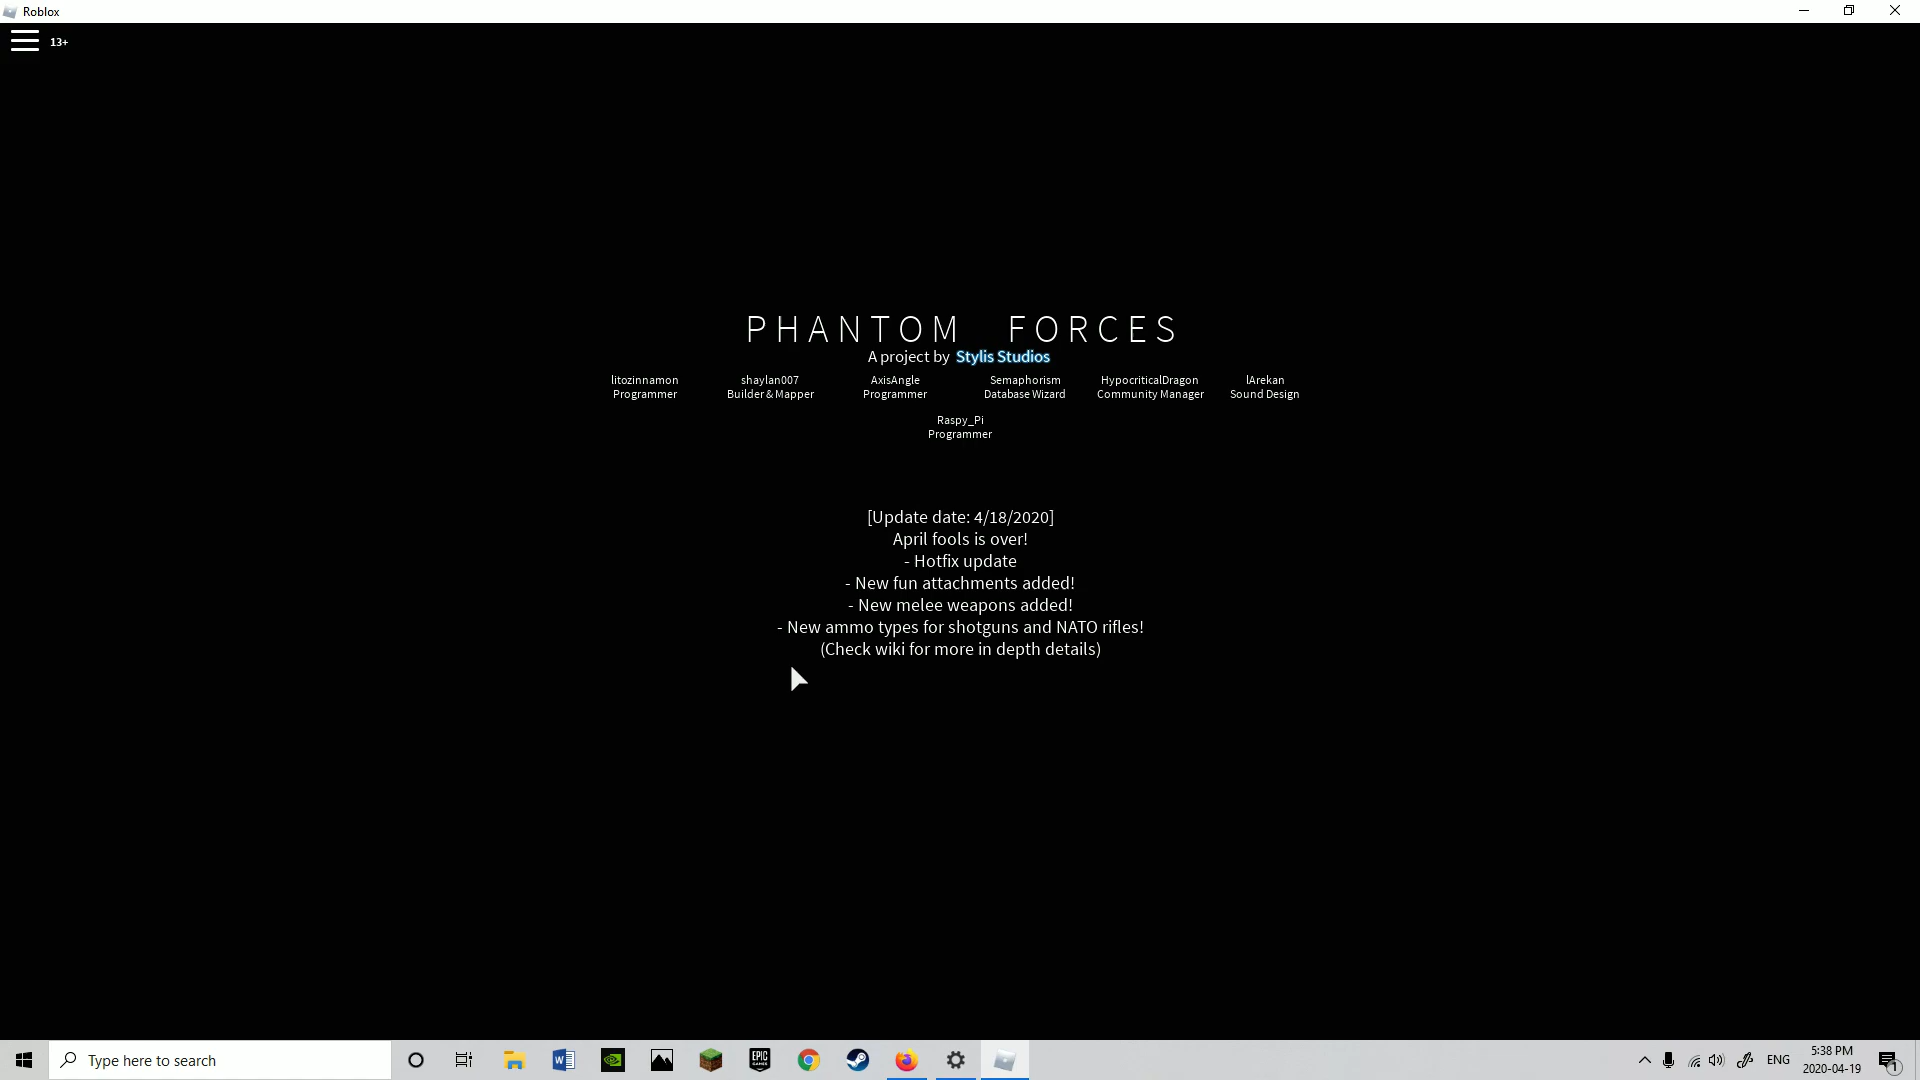 Roblox
13+
PHANTOM FORCES
A project by Stylis Studios
litozinnamon shaylan007 AxisAngle Semaphorism HypocriticalDragon lArekan
Programmer Builder & Mapper Programmer Database Wizard Community Manager Sound Design
Raspy_Pi
Programmer
[Update date: 4/18/2020]
April fools is over!
- Hotfix update
- New fun attachments added!
- New melee weapons added!
- New ammo types for shotguns and NATO rifles!
(Check wiki for more in depth details)
Type here to search
EPIC
GAMES
ENG
5:38 PM
2020-04-19
1